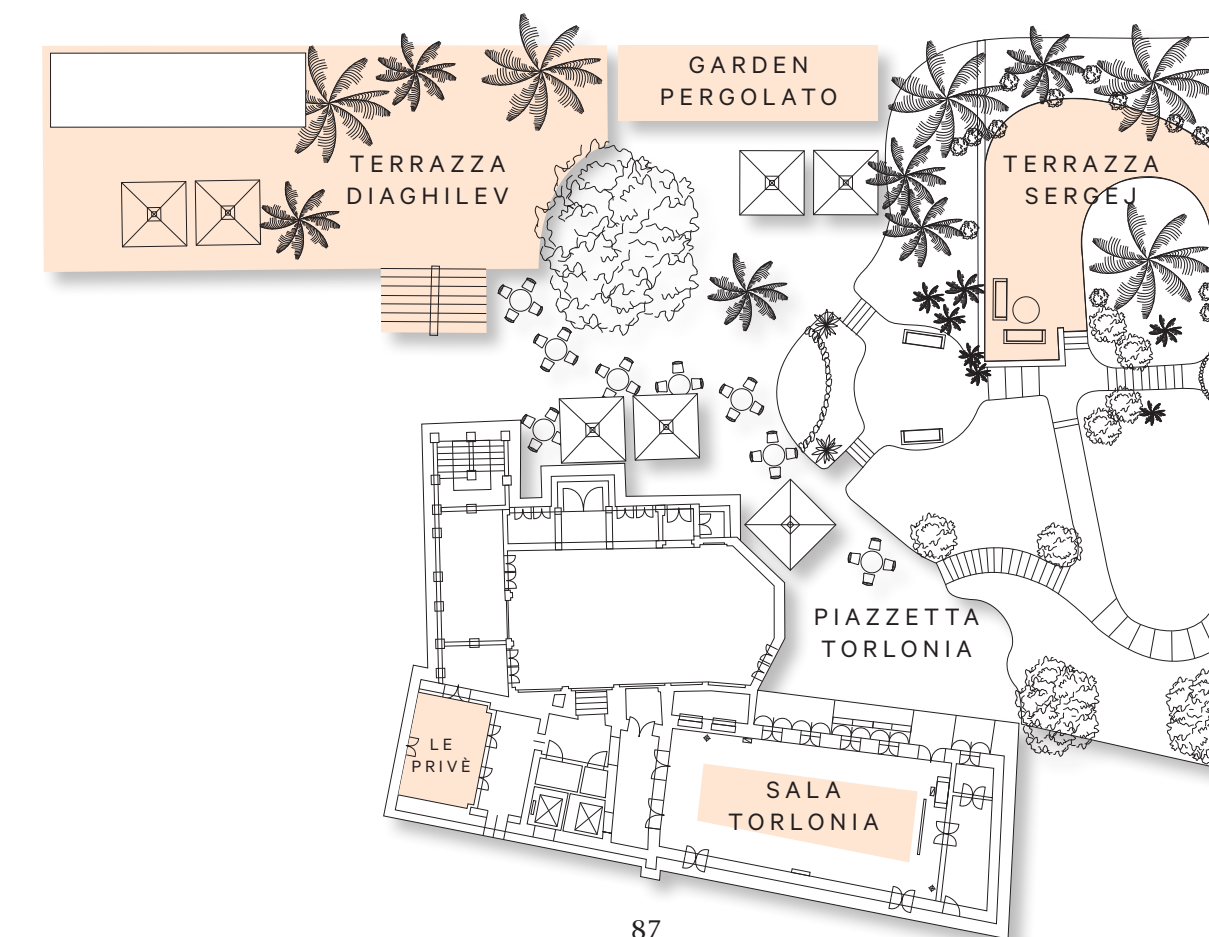 GARDEN
PERGOLATO
TERRAZZA
DIAGHILEV
TERRAZZA
SERGEJ
PIAZZETTA
TORLONIA
LE
PRIVÈ
SALA
TORLONIA
87